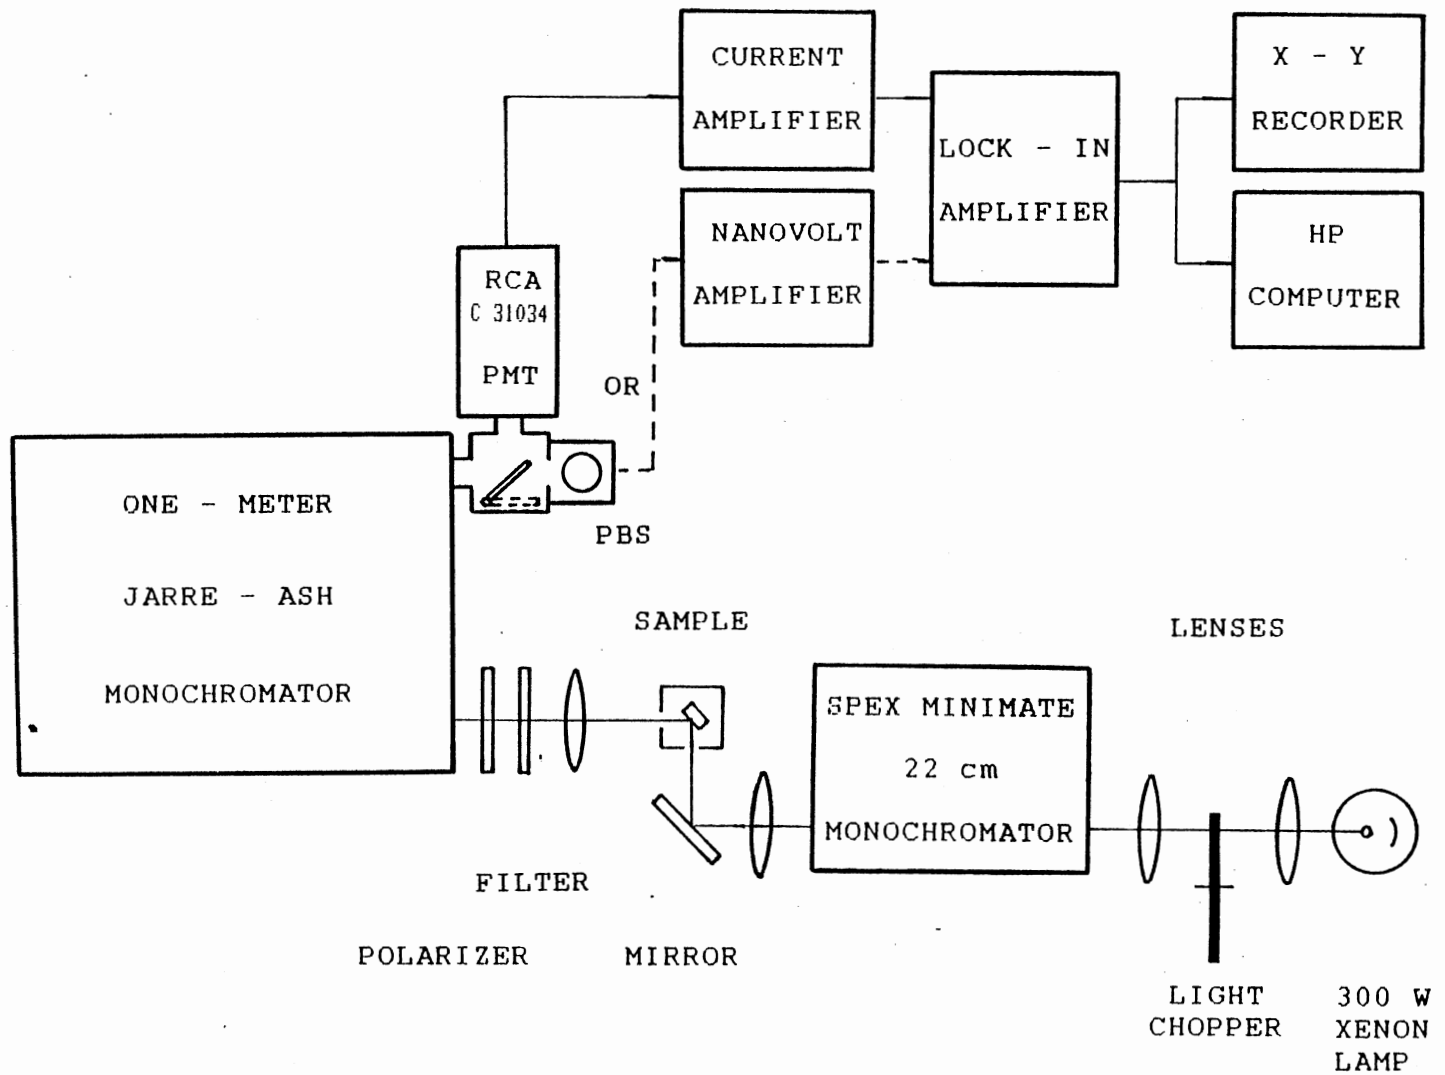 CURRENT
AMPLIFIER
X - Y
RECORDER
LOCK - IN
AMPLIFIER
NANOVOLT
AMPLIFIER
HP
COMPUTER
RCA
C 31034
PMT
OR
PBS
ONE - METER
JARRE - ASH
MONOCHROMATOR
SAMPLE
LENSES
SPEX MINIMATE
22 cm
MONOCHROMATOR
FILTER
POLARIZER
MIRROR
LIGHT
CHOPPER
300 W
XENON
LAMP